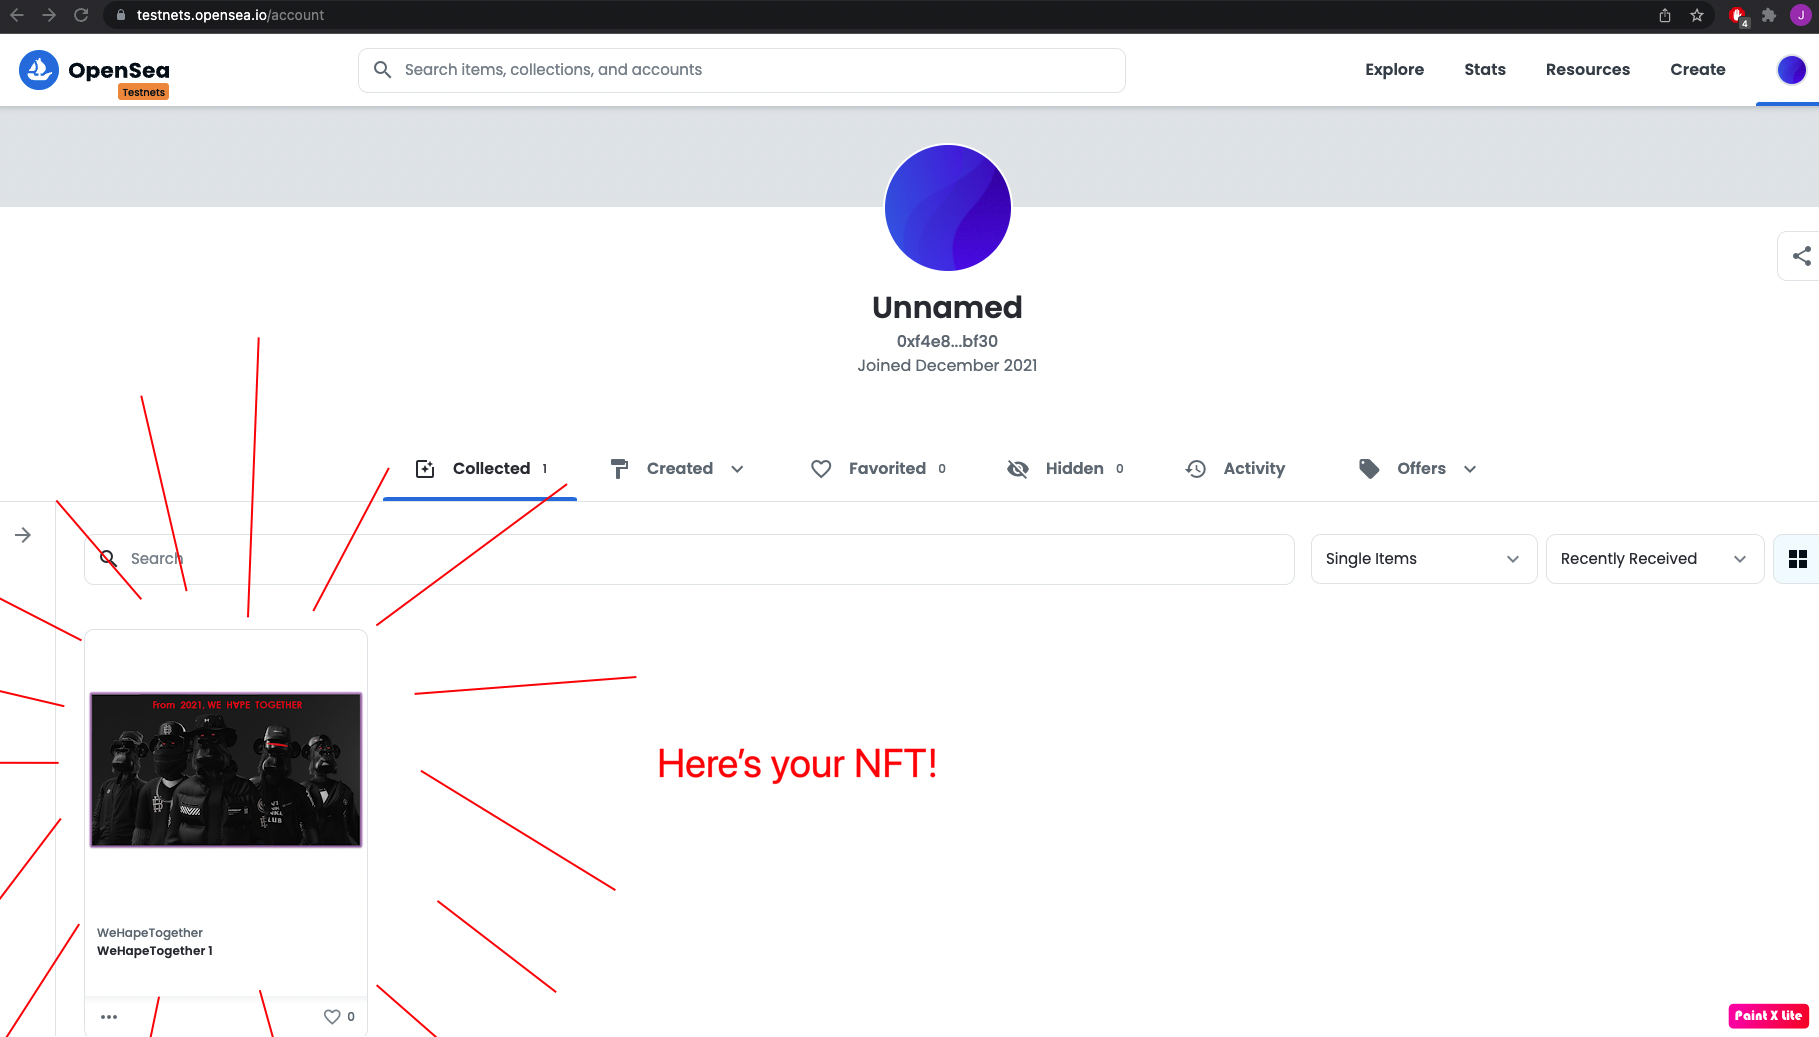 testnets.opensea.io/account
4
J
OpenSea
Testnets
Search items, collections, and accounts
Explore
Stats
Resources
Create
Unnamed
0xf4e8...bf30
Joined December 2021
Collected 1
Created
Favorited 0
Hidden 0
Activity
Offers
Search
Single Items
Recently Received
From 2021, WE HAPE TOGETHER
LUB
Here's your NFT!
WeHapeTogether
WeHapeTogether 1
0
Paint X Lite